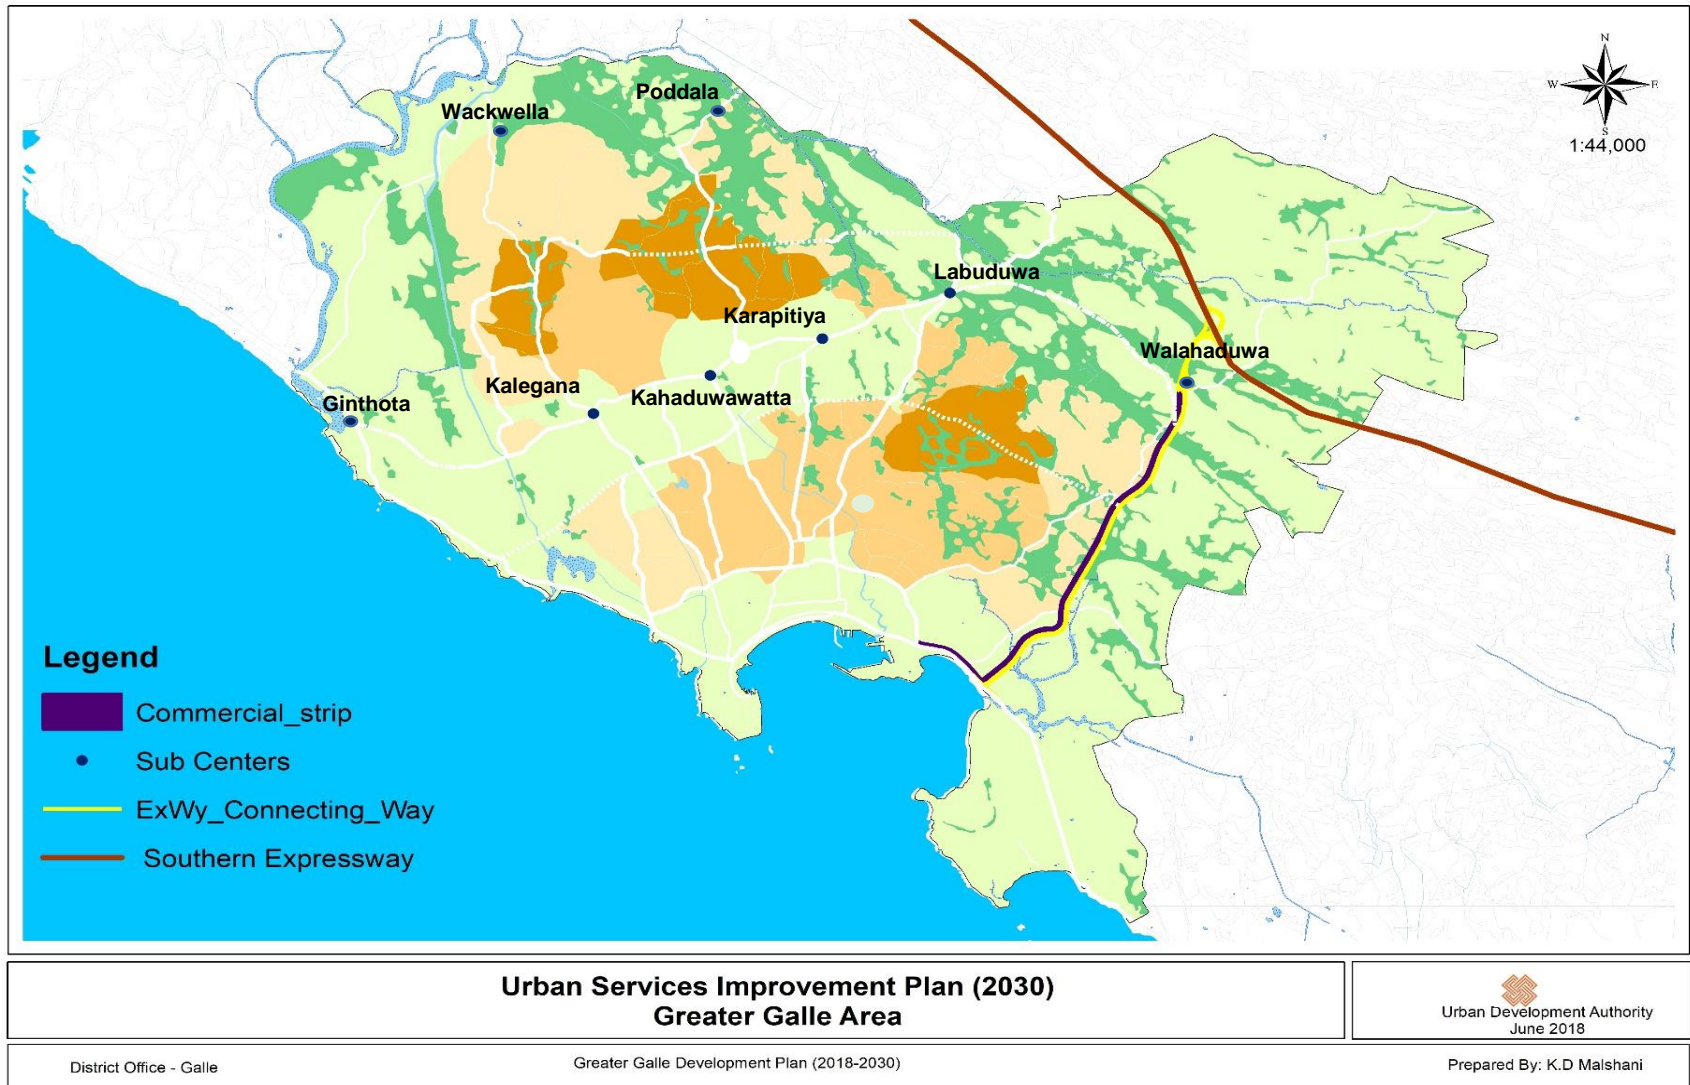 N
W
E
S
1:44,000
Poddala
Wackwella
Labuduwa
Karapitiya
Walahaduwa
Kalegana
Kahaduwawatta
Ginthota
Legend
Commercial_strip
Sub Centers
ExWy_Connecting_Way
Southern Expressway
Urban Services Improvement Plan (2030)
Greater Galle Area
Urban Development Authority
June 2018
District Office - Galle
Greater Galle Development Plan (2018-2030)
Prepared By: K.D Malshani